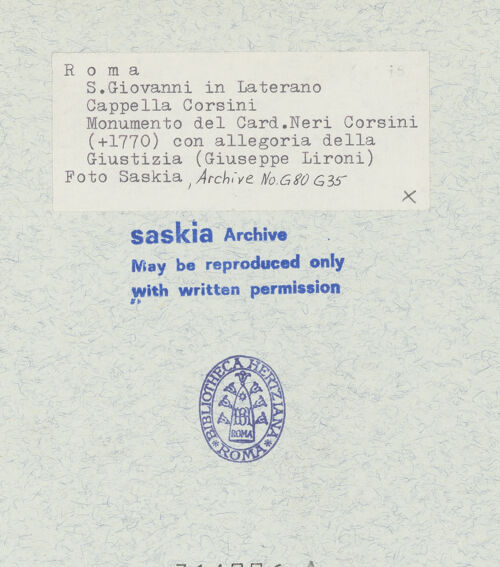 R o m a
S.Giovanni in Laterano
Cappella Corsini
Monumento del Card.Neri Corsini
(+1770) con allegoria della
Giustizia (Giuseppe Lironi)
Foto Saskia, Archive No.G80 G35
X
saskia Archive
May be reproduced only
with written permission
BIBLIOTHECA HERTZIANA
ROMA
ROMA